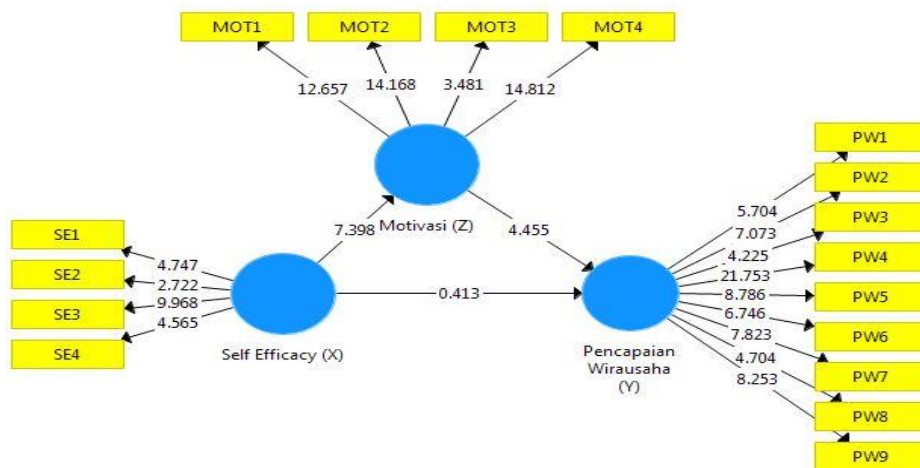 MOT1 MOT2 MOT3 MOT4
12.657 14.168 3.481 14.812
Motivasi (Z)
7.398 4.455
SE1
SE2
SE3
SE4
4.747
2.722
9.968
4.565
Self Efficacy (X)
0.413
Pencapaian
Wirausaha
(Y)
5.704
7.073
4.225
21.753
8.786
6.746
7.823
4.704
8.253
PW1
PW2
PW3
PW4
PW5
PW6
PW7
PW8
PW9